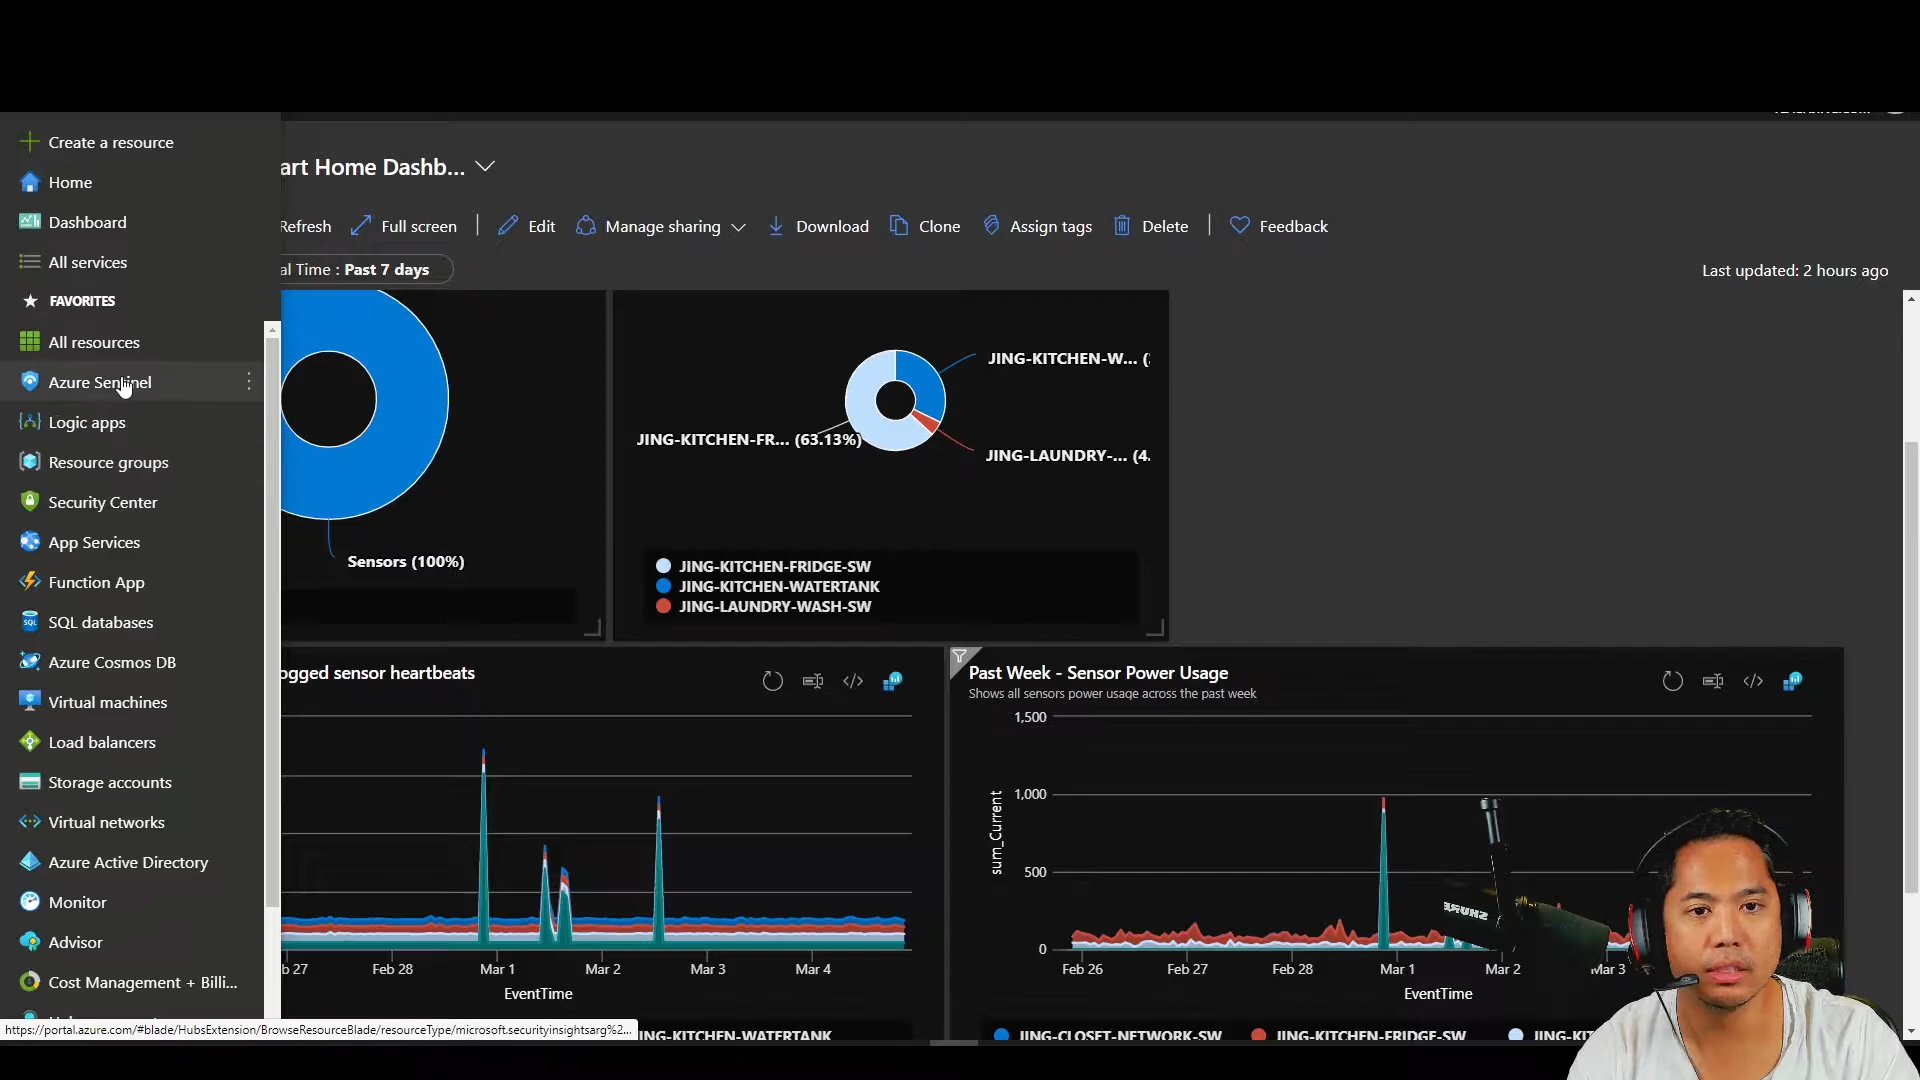 Create a resource
Home
Dashboard
All services
FAVORITES
All resources
Azure Sentinel
Logic apps
Resource groups
Security Center
App Services
Function App
SQL databases
Azure Cosmos DB
Virtual machines
Load balancers
Storage accounts
Virtual networks
Azure Active Directory
Monitor
Advisor
Cost Management + Billi...
https://portal.azure.com/#blade/HubsExtension/BrowseResourceBlade/resourceType/microsoft.securityinsightsarg%2...
art Home Dashb...
Refresh
Full screen
Edit
Manage sharing
Download
Clone
Assign tags
Delete
Feedback
al Time : Past 7 days
Last updated: 2 hours ago
Sensors (100%)
JING-KITCHEN-W... (
JING-KITCHEN-FR... (63.13%)
JING-LAUNDRY-... (4.
JING-KITCHEN-FRIDGE-SW
JING-KITCHEN-WATERTANK
JING-LAUNDRY-WASH-SW
ogged sensor heartbeats
b 27 Feb 28 Mar 1 Mar 2 Mar 3 Mar 4
EventTime
NG-KITCHEN-WATERTANK
Past Week - Sensor Power Usage
Shows all sensors power usage across the past week
1,500
1,000
500
0
sum_Current
Feb 26 Feb 27 Feb 28 Mar 1 Mar 2 Mar 3
EventTime
JING-CLOSET-NETWORK-SW
JING-KITCHEN-FRIDGE-SW
JING-KIT
SHURE